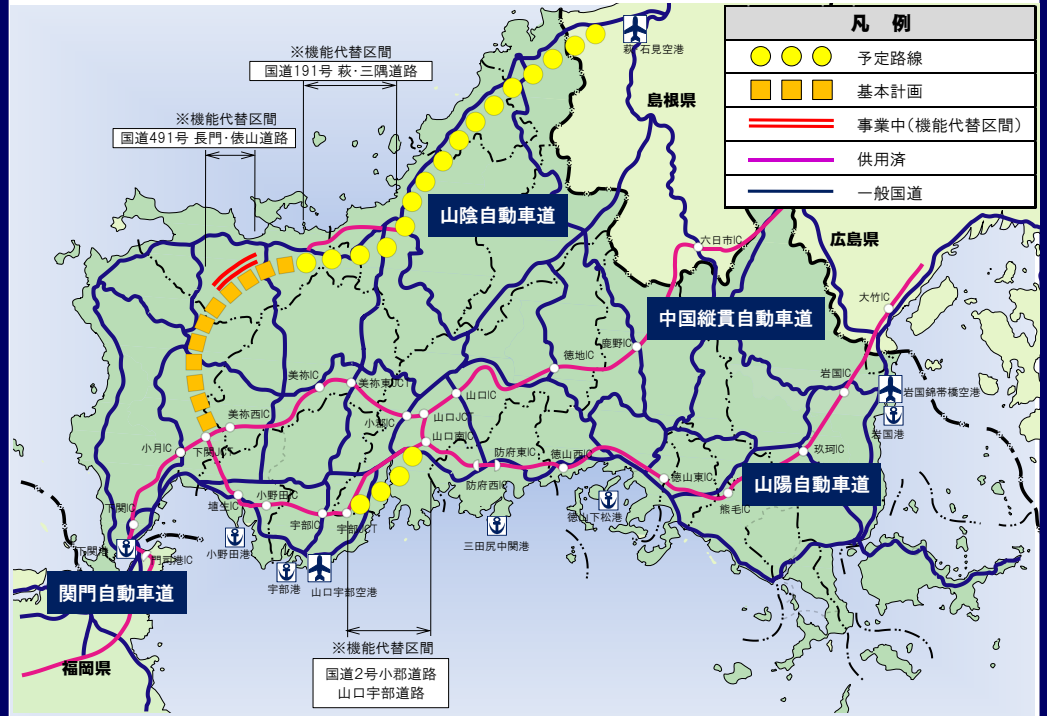 ※機能代替区間
国道191号 萩・三隅道路
※機能代替区間
国道491号 長門・俵山道路
萩・石見空港
凡 例
予定路線
基本計画
事業中(機能代替区間)
供用済
一般国道
島根県
山陰自動車道
六日市IC
広島県
大竹IC
中国縦貫自動車道
鹿野IC
徳地IC
岩国IC
岩国錦帯橋空港
岩国港
美祢IC
美祢東JCT
山口IC
小郡IC
山口JCT
美祢西IC
山口南IC
小月IC
下関JCT
防府東IC
徳山西IC
玖珂IC
防府西IC
徳山東IC
山陽自動車道
熊毛IC
埴生IC
小野田IC
宇部IC
宇部JCT
下関IC
下関港
門司港IC
小野田港
三田尻中関港
徳山下松港
宇部港
山口宇部空港
関門自動車道
※機能代替区間
国道2号小郡道路
山口宇部道路
福岡県